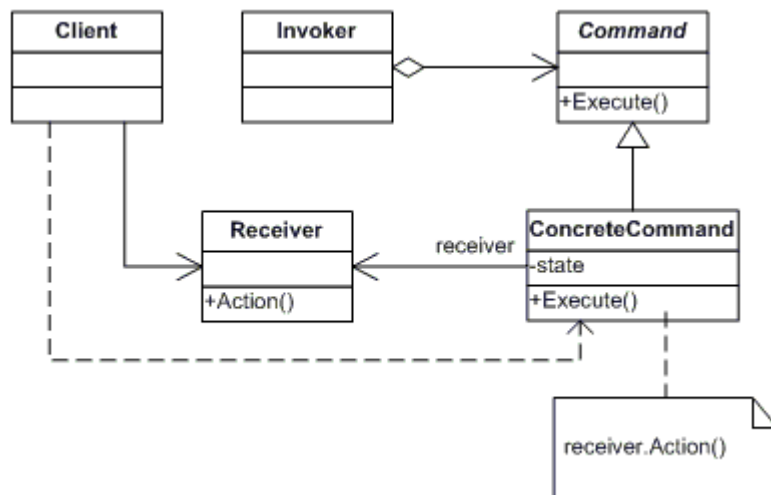 Client
Invoker
Command
+Execute()
Receiver
+Action()
receiver
ConcreteCommand
-state
+Execute()
receiver.Action()